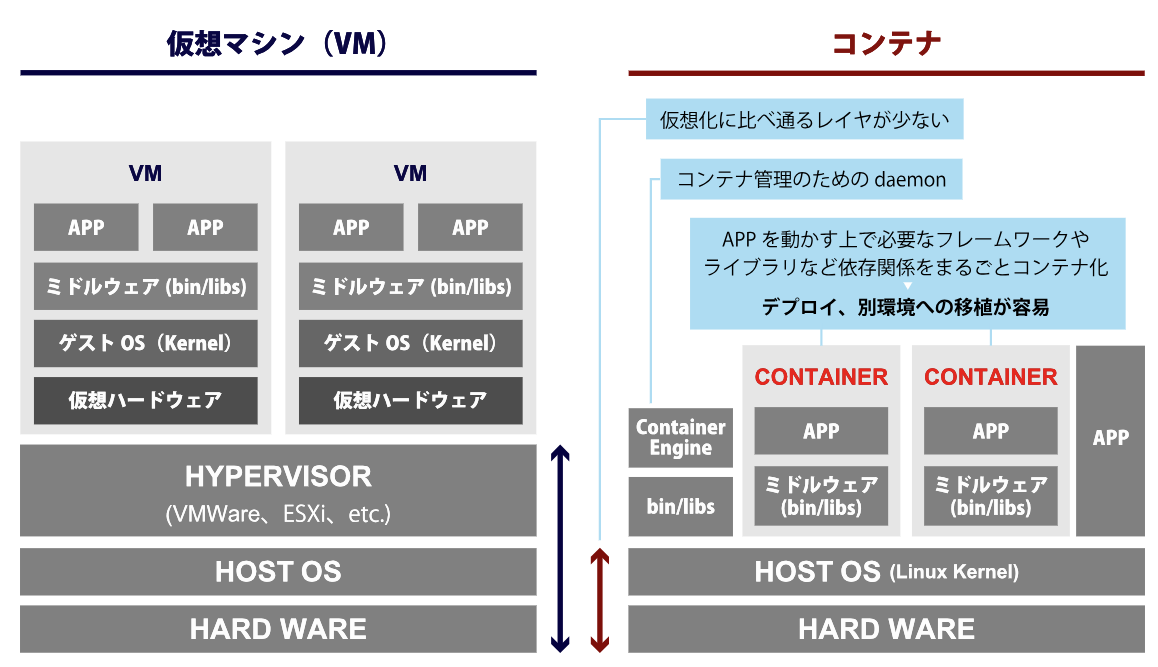 仮想マシン（VM）
VM
APP
APP
ミドルウェア (bin/libs)
ゲスト OS（Kernel）
仮想ハードウェア
VM
APP
APP
ミドルウェア (bin/libs)
ゲスト OS（Kernel）
仮想ハードウェア
HYPERVISOR
(VMWare、ESXi、etc.)
HOST OS
HARD WARE
コンテナ
仮想化に比べ通るレイヤが少ない
コンテナ管理のための daemon
APP を動かす上で必要なフレームワークや
ライブラリなど依存関係をまるごとコンテナ化
デプロイ、別環境への移植が容易
Container
Engine
bin/libs
CONTAINER
APP
ミドルウェア
(bin/libs)
CONTAINER
APP
ミドルウェア
(bin/libs)
APP
HOST OS (Linux Kernel)
HARD WARE